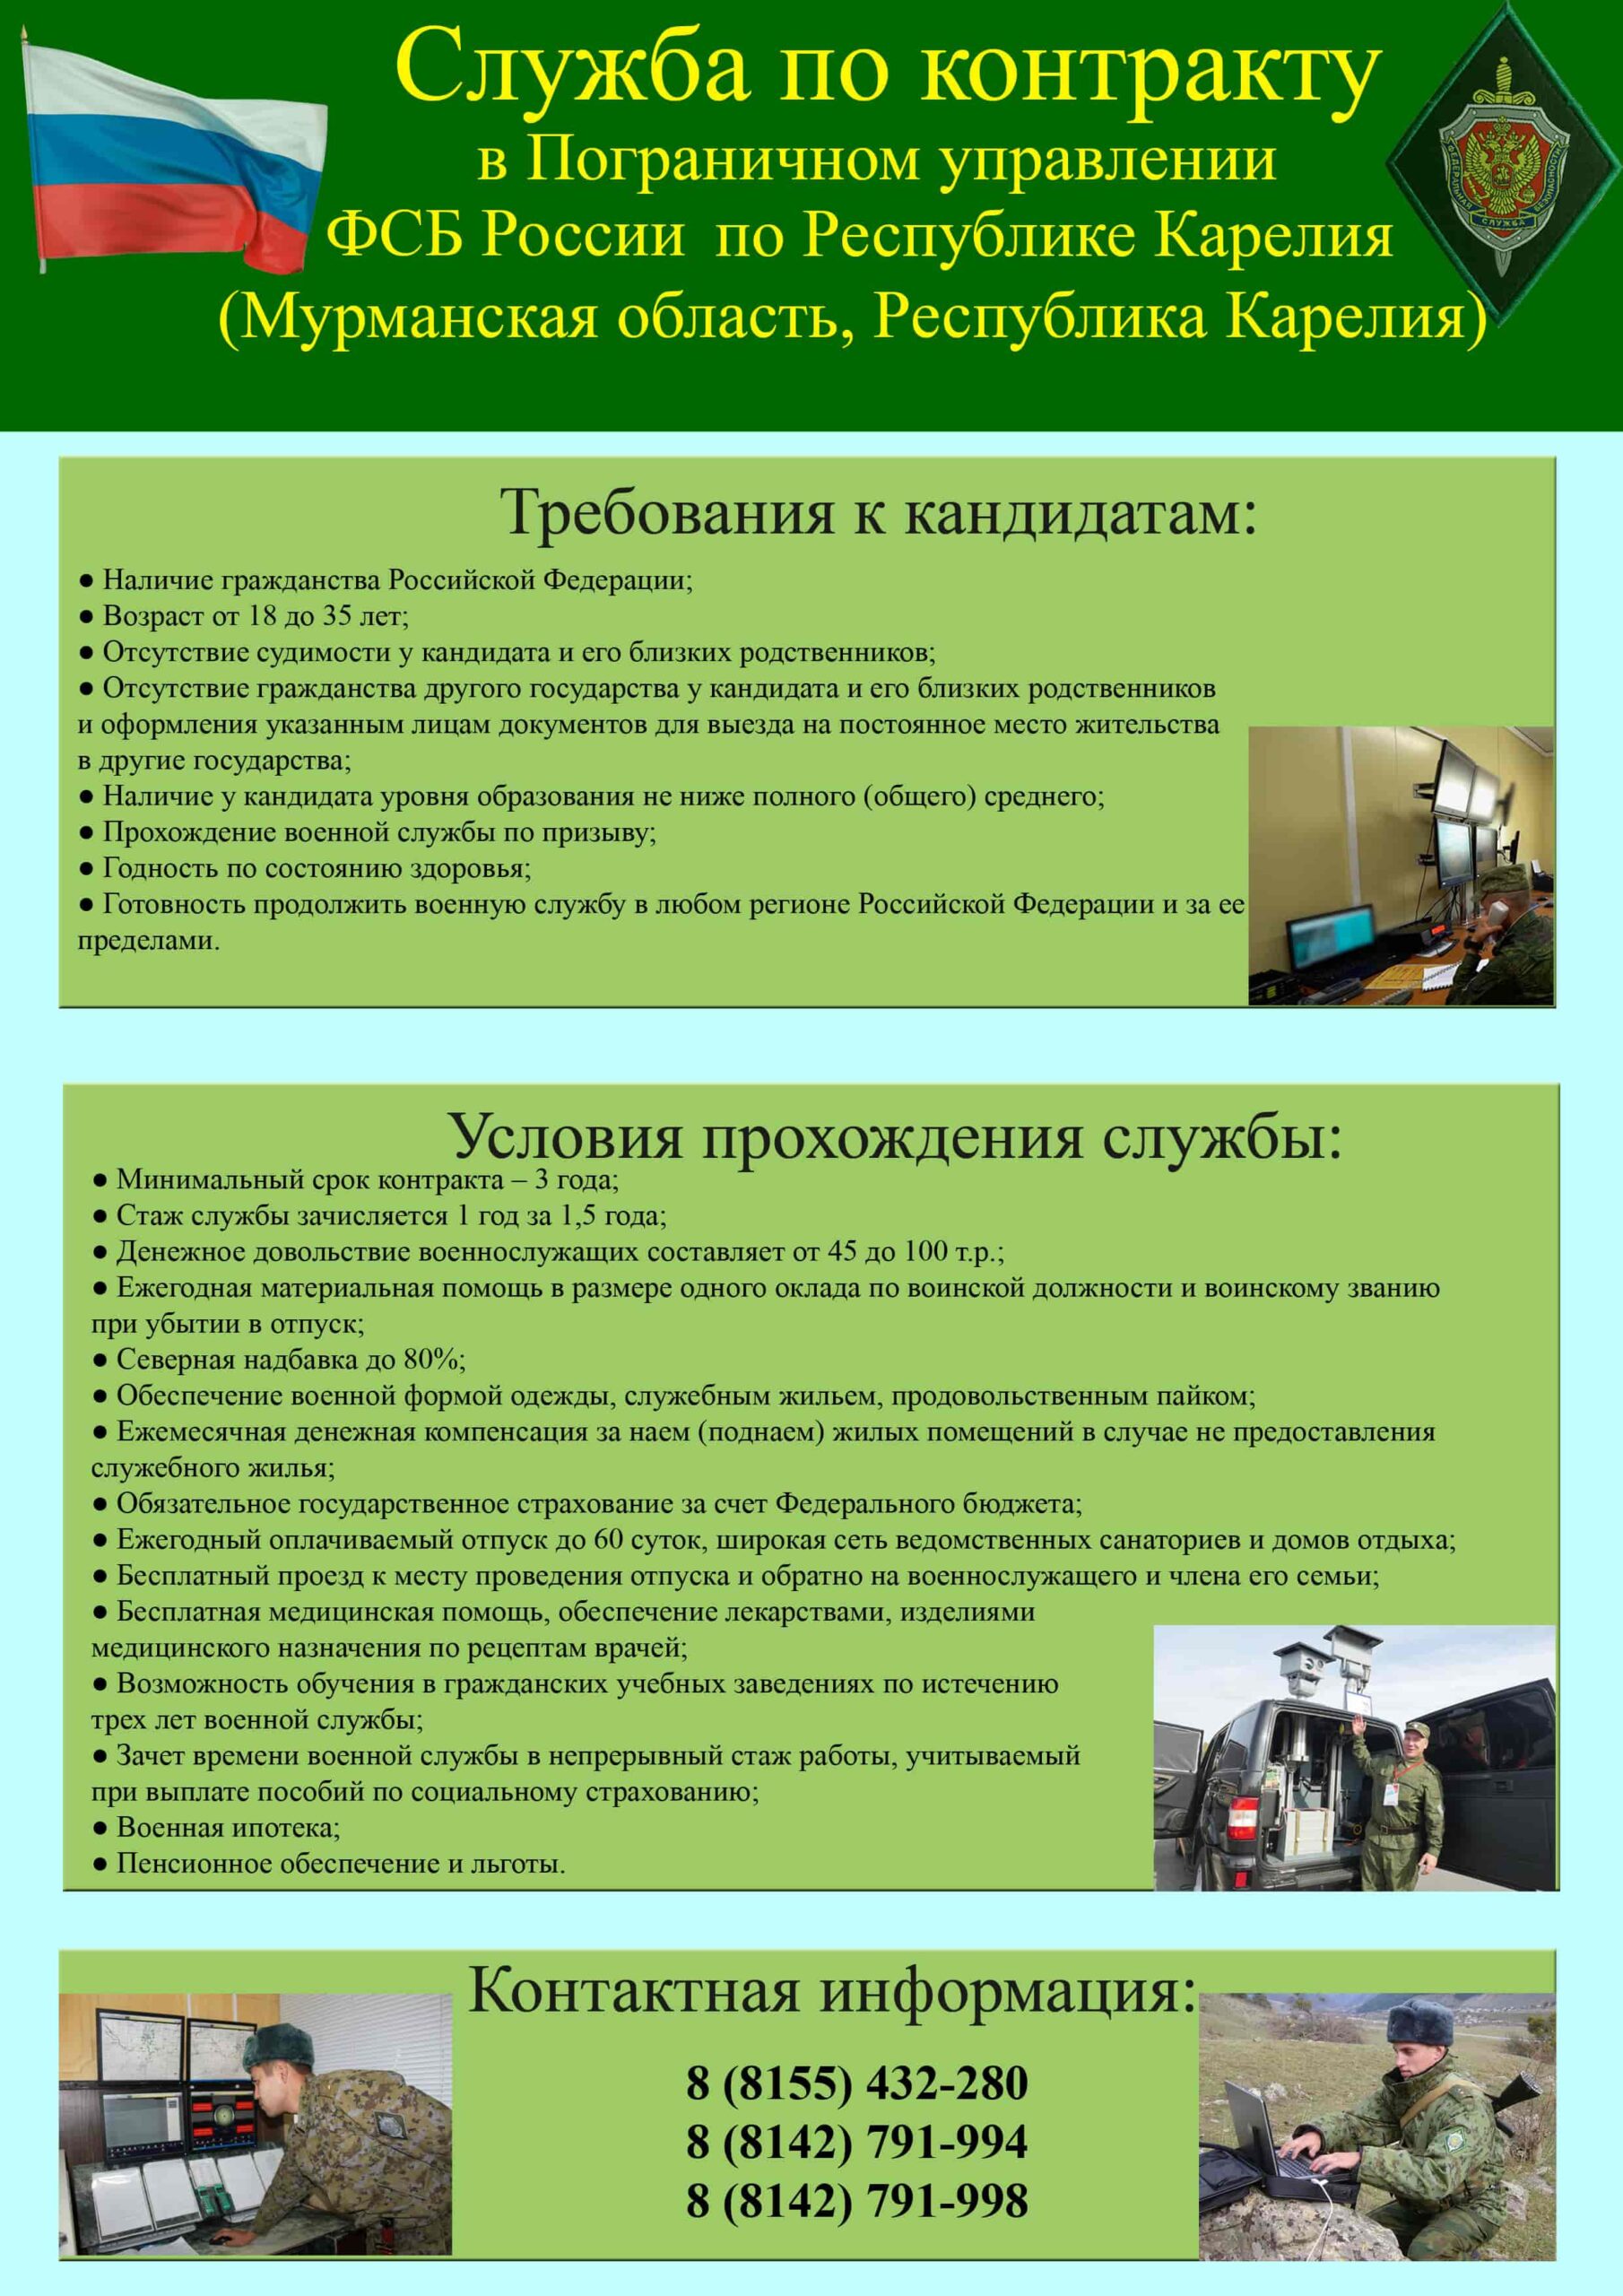 Служба по контракту
в Пограничном управлении
ФСБ России по Республике Карелия
(Мурманская область, Республика Карелия)
ФЕДЕРАЛЬНАЯ СЛУЖБА БЕЗОПАСНОСТИ
Требования к кандидатам:
● Наличие гражданства Российской Федерации;
● Возраст от 18 до 35 лет;
● Отсутствие судимости у кандидата и его близких родственников;
● Отсутствие гражданства другого государства у кандидата и его близких родственников
и оформления указанным лицам документов для выезда на постоянное место жительства
в другие государства;
● Наличие у кандидата уровня образования не ниже полного (общего) среднего;
● Прохождение военной службы по призыву;
● Годность по состоянию здоровья;
● Готовность продолжить военную службу в любом регионе Российской Федерации и за ее
пределами.
Условия прохождения службы:
● Минимальный срок контракта – 3 года;
● Стаж службы зачисляется 1 год за 1,5 года;
● Денежное довольствие военнослужащих составляет от 45 до 100 т.р.;
● Ежегодная материальная помощь в размере одного оклада по воинской должности и воинскому званию
при убытии в отпуск;
● Северная надбавка до 80%;
● Обеспечение военной формой одежды, служебным жильем, продовольственным пайком;
● Ежемесячная денежная компенсация за наем (поднаем) жилых помещений в случае не предоставления
служебного жилья;
● Обязательное государственное страхование за счет Федерального бюджета;
● Ежегодный оплачиваемый отпуск до 60 суток, широкая сеть ведомственных санаториев и домов отдыха;
● Бесплатный проезд к месту проведения отпуска и обратно на военнослужащего и члена его семьи;
● Бесплатная медицинская помощь, обеспечение лекарствами, изделиями
медицинского назначения по рецептам врачей;
● Возможность обучения в гражданских учебных заведениях по истечению
трех лет военной службы;
● Зачет времени военной службы в непрерывный стаж работы, учитываемый
при выплате пособий по социальному страхованию;
● Военная ипотека;
● Пенсионное обеспечение и льготы.
Контактная информация:
8 (8155) 432-280
8 (8142) 791-994
8 (8142) 791-998